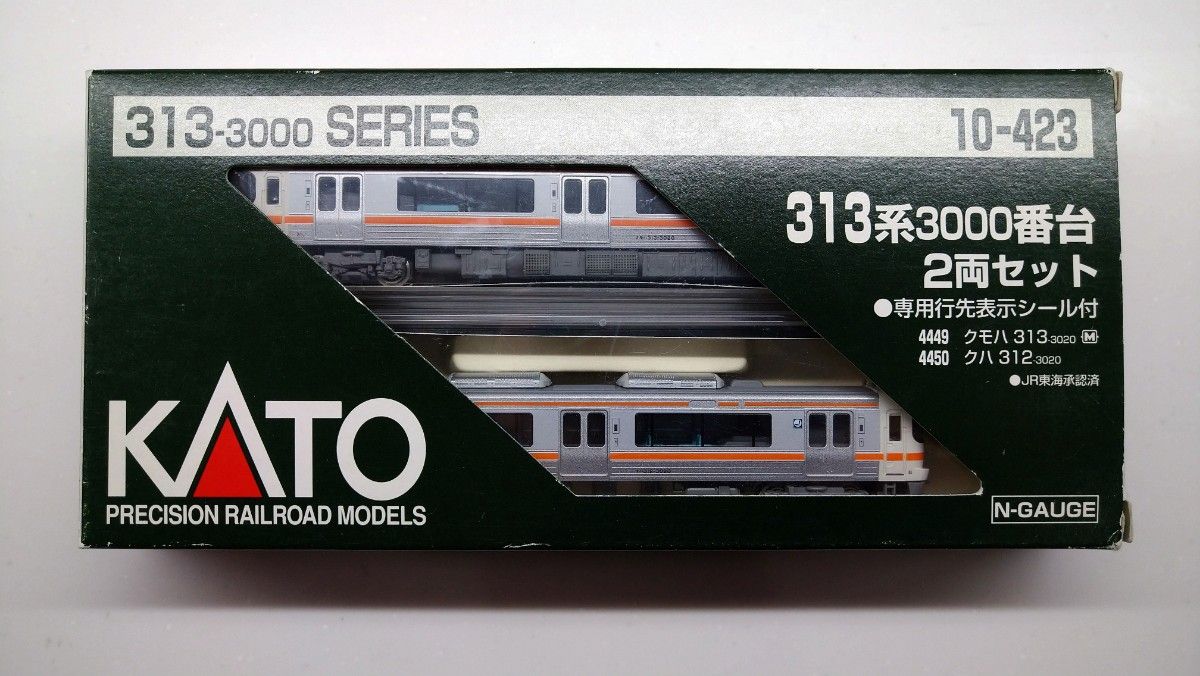 313-3000 SERIES
10-423
313系3000番台
2両セット
●専用行先表示シール付
4449 クモハ 313-3020 M
4450 クハ 312-3020
●JR東海承認済
KATO
PRECISION RAILROAD MODELS
N-GAUGE